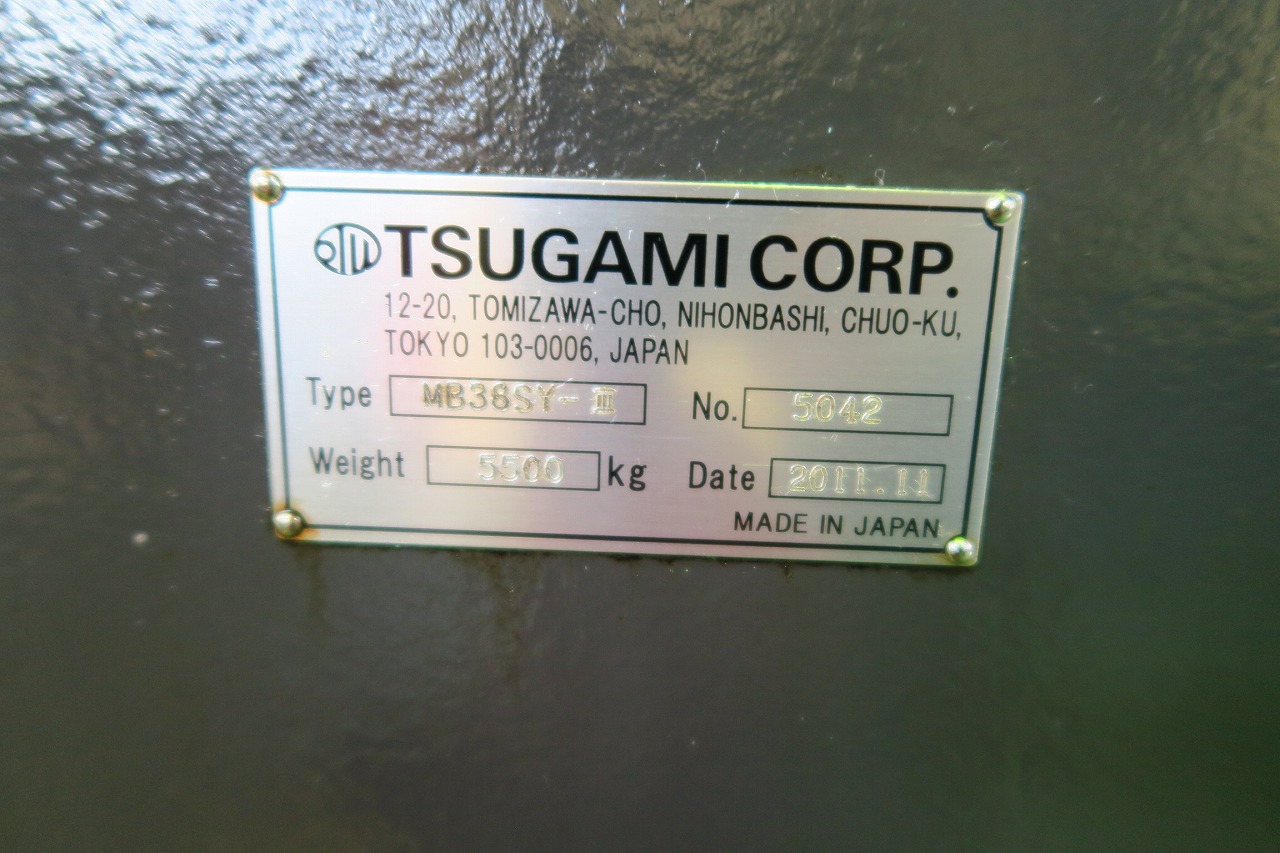 TSUGAMI CORP.
12-20, TOMIZAWA-CHO, NIHONBASHI, CHUO-KU,
TOKYO 103-0006, JAPAN
Type MB38SY-Ⅲ No. 5042
Weight 5500 kg Date 2011.11
MADE IN JAPAN